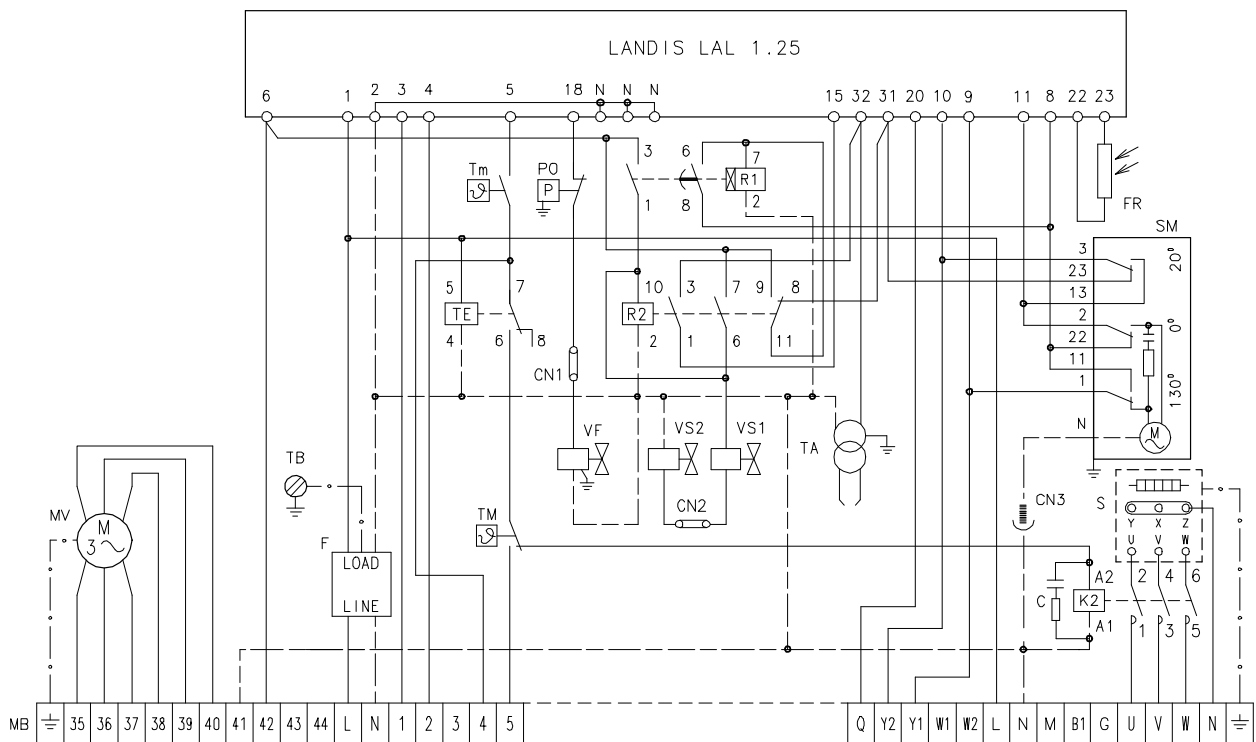 LANDIS LAL 1.25
6 1 2 3 4 5 18 N N N 15 32 31 20 10 9 11 8 22 23
3 6 7
Tm PO R1
P
1 8 2 FR
SM
3 20°
23
5 7 10 3 7 9 8 13
TE R2 2 0°
4 6 8 2 1 6 11 22
11
CN1 1 130°
N M
VF VS2 VS1 TA
TB
MV CN3
M S
3 F TM CN2 Y X Z
U V W
LOAD
A2 2 4 6
LINE C K2
A1 1 3 5
MB 35 36 37 38 39 40 41 42 43 44 L N 1 2 3 4 5 Q Y2 Y1 W1 W2 L N M B1 G U V W N